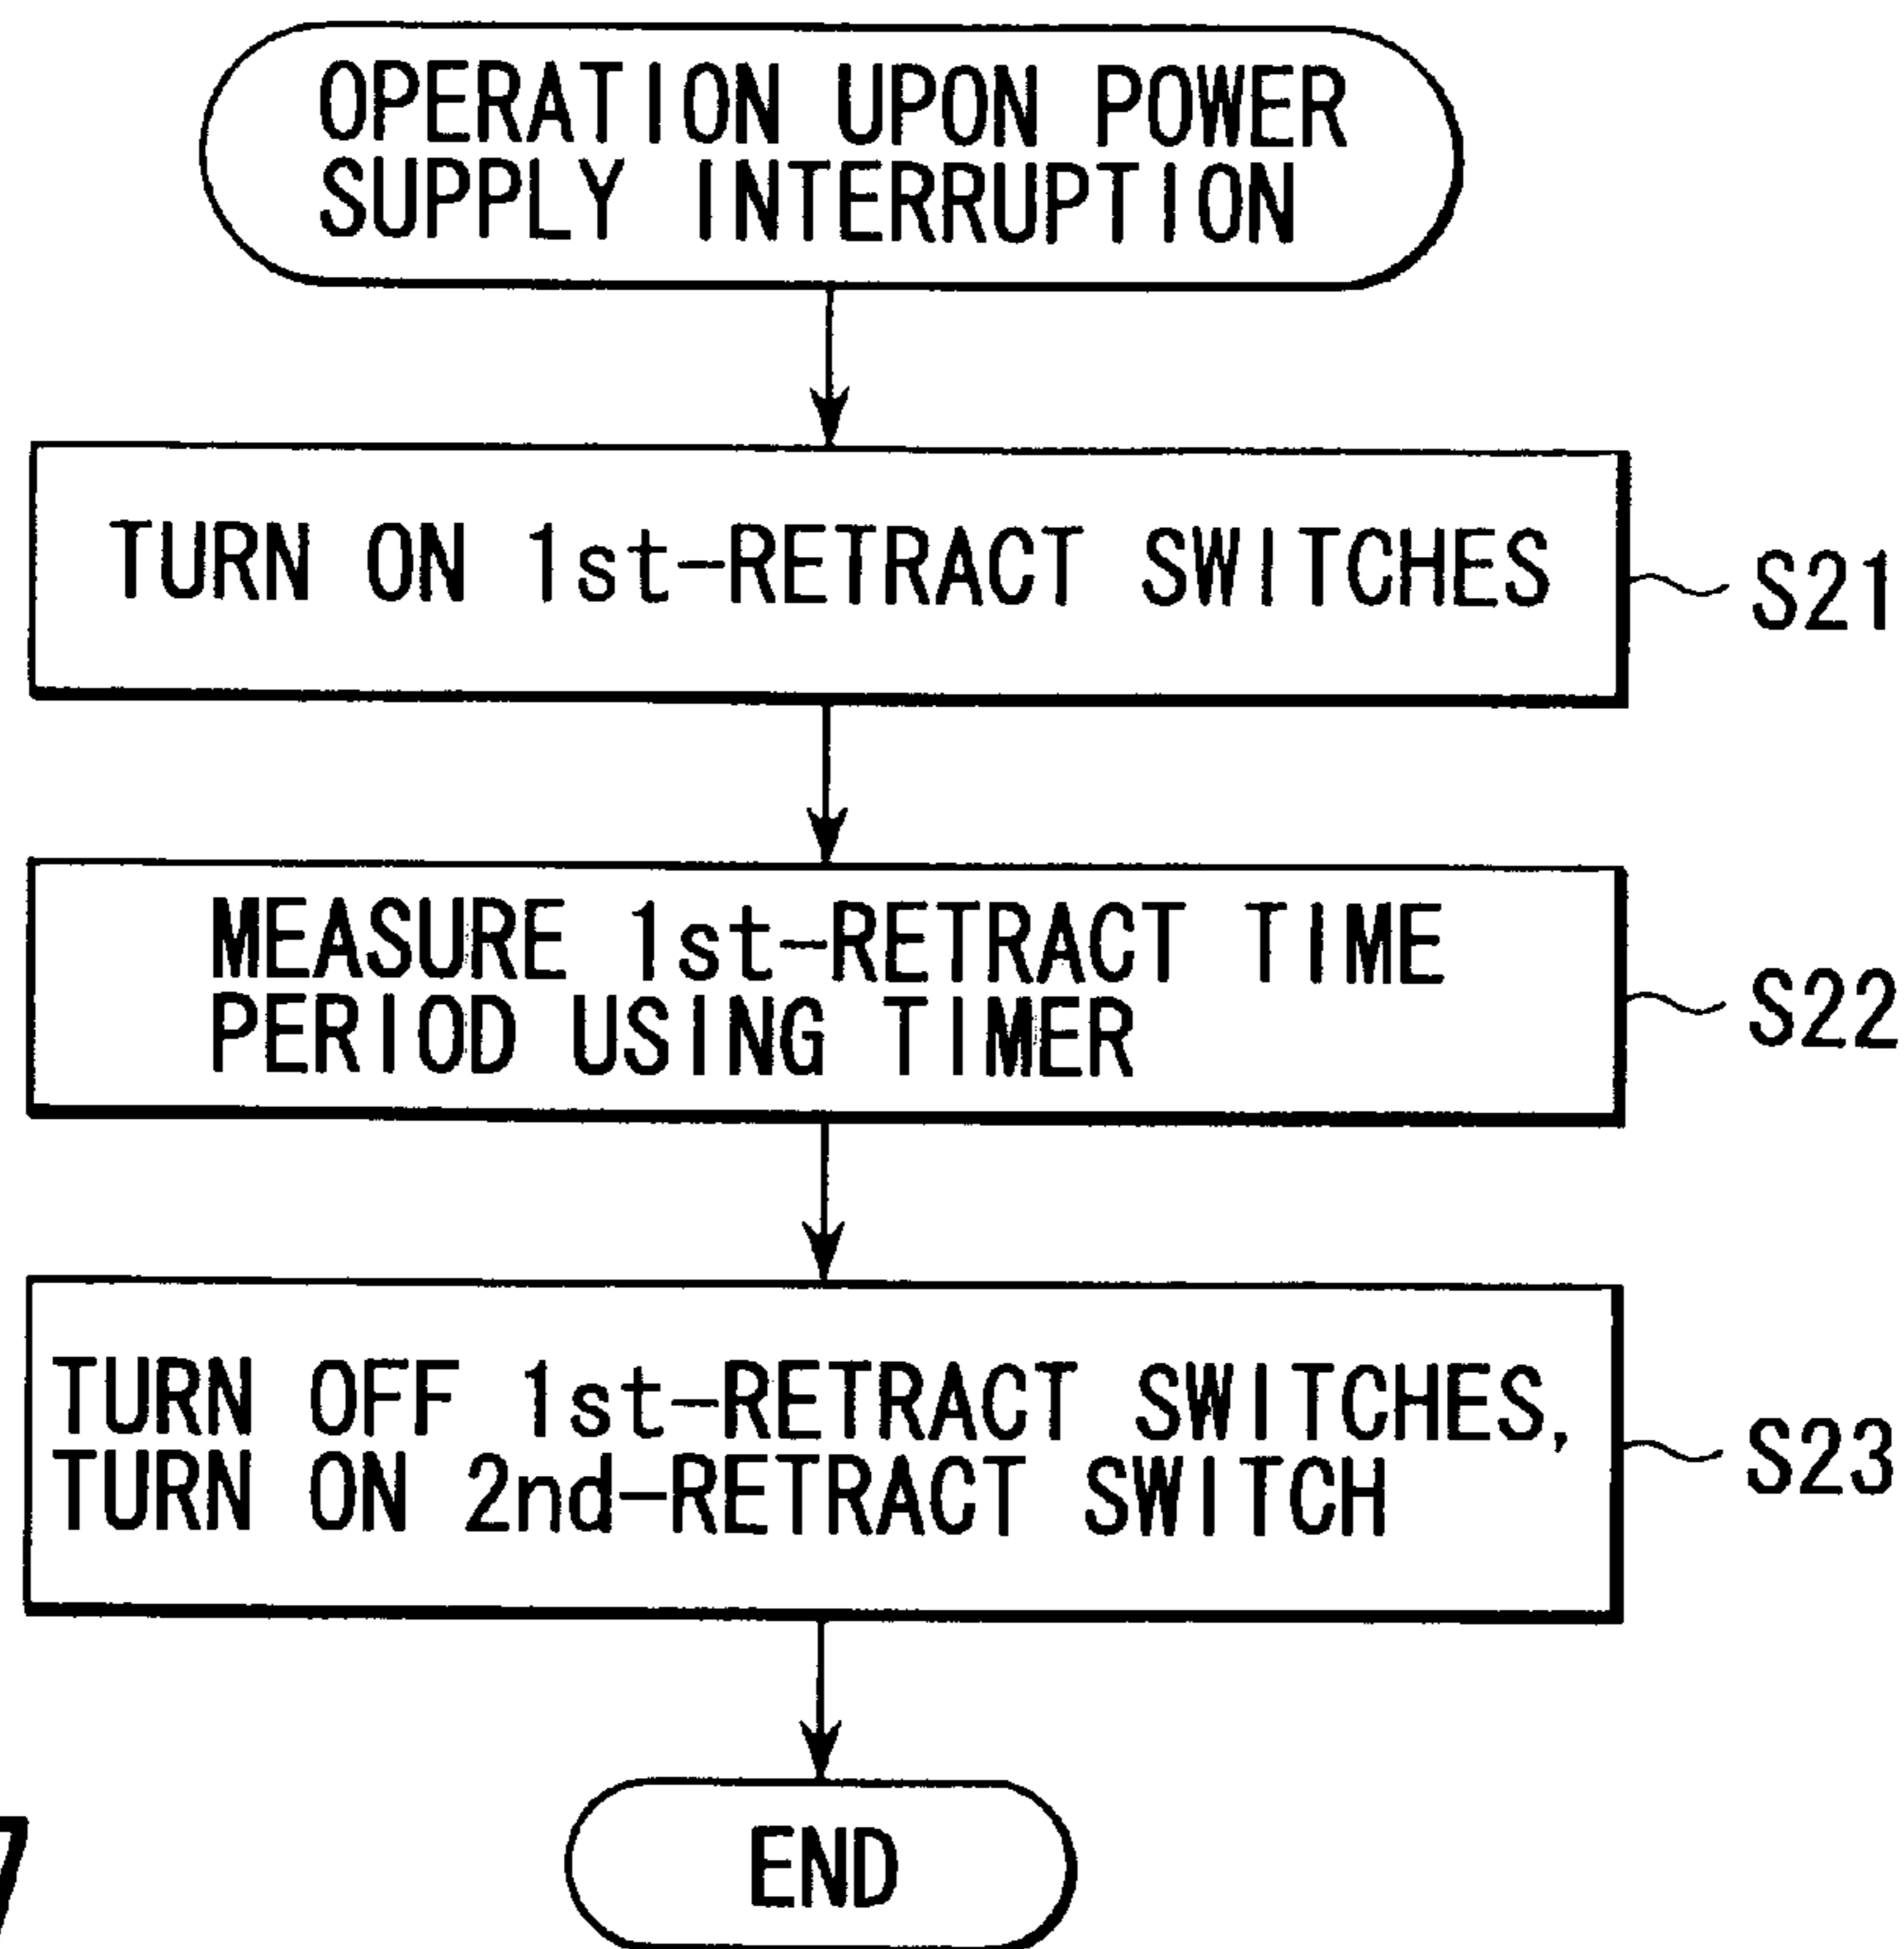 OPERATION UPON POWER
SUPPLY INTERRUPTION
TURN ON 1st-RETRACT SWITCHES
S21
MEASURE 1st-RETRACT TIME
PERIOD USING TIMER
S22
TURN OFF 1st-RETRACT SWITCHES,
TURN ON 2nd-RETRACT SWITCH
S23
END
7